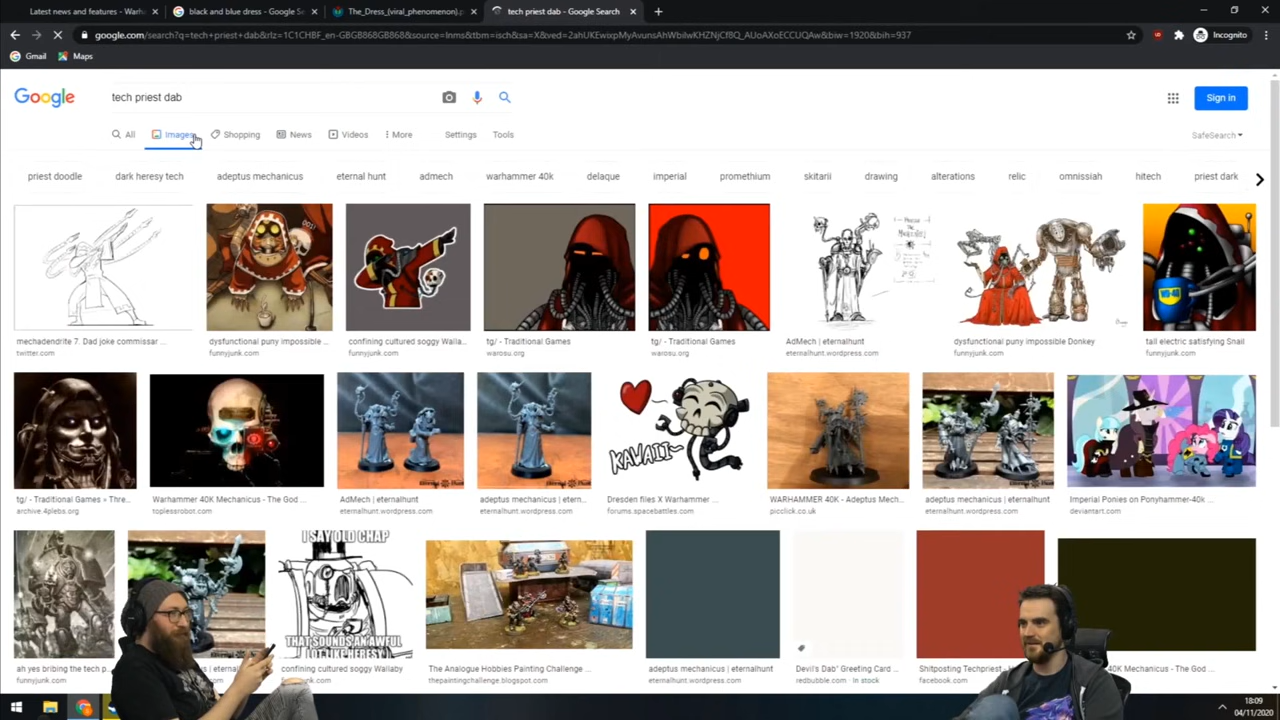 Latest news and features - Warh
black and blue dress - Google Se
The_Dress_(viral_phenomenon).p
tech priest dab - Google Search
Incognito
Gmail
Maps
Google
tech priest dab
Sign in
All
Images
Shopping
News
Videos
More
Settings
Tools
SafeSearch
priest doodle
dark heresy tech
adeptus mechanicus
eternal hunt
admech
warhammer 40k
delaque
imperial
promethium
skitarii
drawing
alterations
relic
omnissiah
hitech
priest dark
mechadendrite 7. Dad joke commissar ...
twitter.com
dysfunctional puny impossible ...
funnyjunk.com
confining cultured soggy Walla...
funnyjunk.com
tg/ - Traditional Games
warosu.org
tg/ - Traditional Games
warosu.org
AdMech | eternalhunt
eternalhunt.wordpress.com
dysfunctional puny impossible Donkey
funnyjunk.com
tall electric satisfying Snail
funnyjunk.com
KAWAII~
tg/ - Traditional Games » Thre...
archive.4plebs.org
Warhammer 40K Mechanicus - The God ...
toplessrobot.com
AdMech | eternalhunt
eternalhunt.wordpress.com
adeptus mechanicus | etern...
eternalhunt.wordpress.com
Dresden files X Warhammer ...
forums.spacebattles.com
WARHAMMER 40K - Adeptus Mech...
picclick.co.uk
adeptus mechanicus | etern...
eternalhunt.wordpress.com
Imperial Ponies on Ponyhammer-40k ...
deviantart.com
I SAY OLD CHAP
THAT SOUNDS AN AWFUL
LOT LIKE HERESY
ah yes bribing the tech p
funnyjunk.com
confining cultured soggy Wallaby
funnyjunk.com
The Analogue Hobbies Painting Challenge ...
thepaintingchallenge.blogspot.com
adeptus mechanicus | eternalhunt
eternalhunt.wordpress.com
Devil's Dab" Greeting Card ...
redbubble.com · In stock
Shitposting Techpriest
facebook.com
40K Mechanicus - The God ...
18:09
04/11/2020